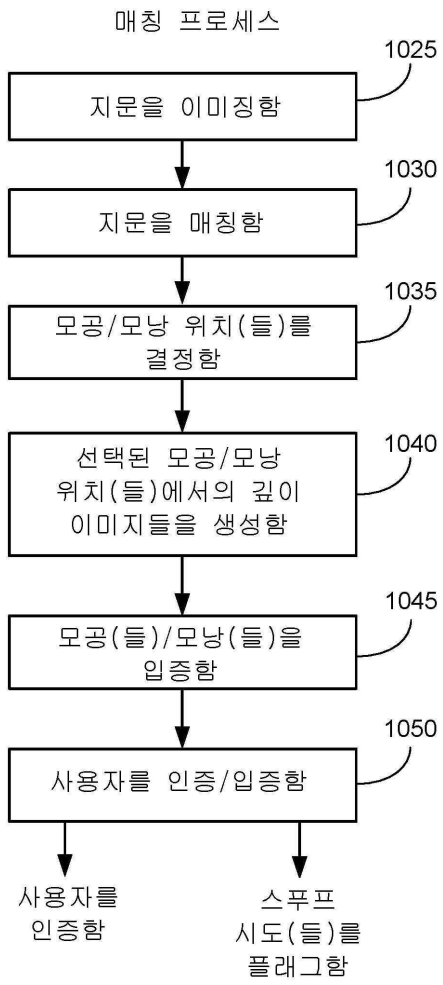 매칭 프로세스
1025
지문을 이미징함
1030
지문을 매칭함
1035
모공/모낭 위치(들)를
결정함
1040
선택된 모공/모낭
위치(들)에서의 깊이
이미지들을 생성함
1045
모공(들)/모낭(들)을
입증함
1050
사용자를 인증/입증함
사용자를
인증함
스푸프
시도(들)를
플래그함